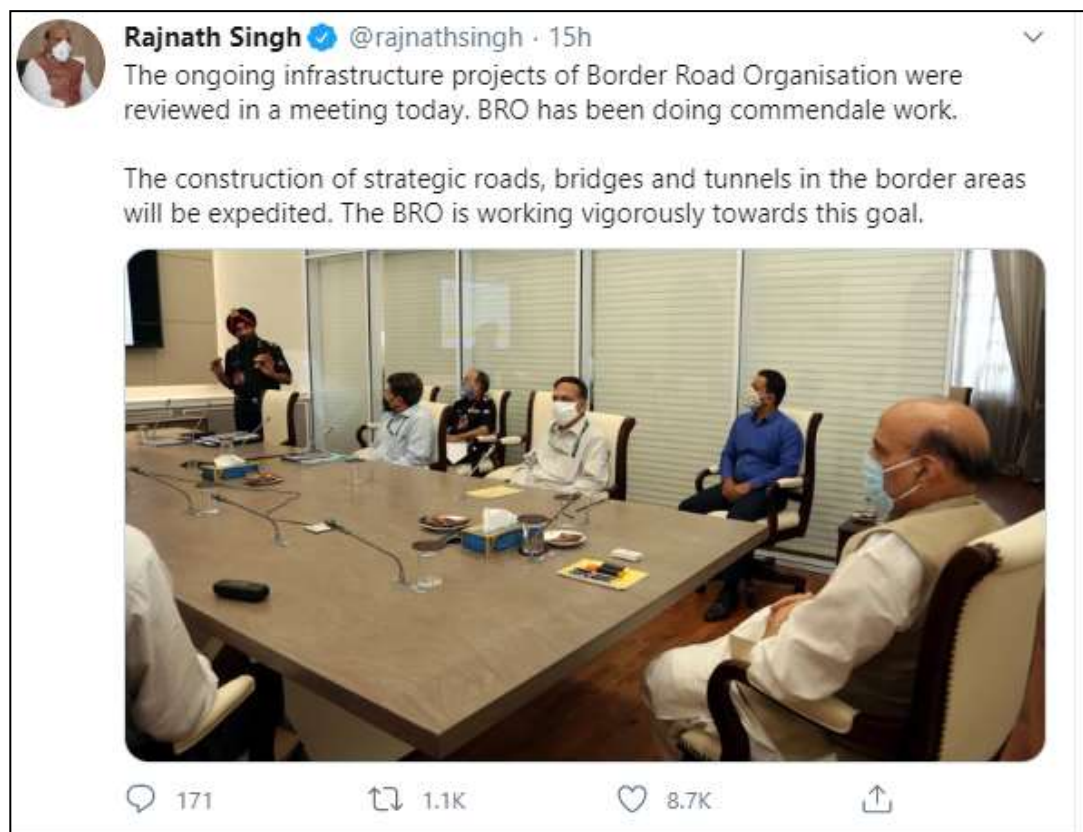 Rajnath Singh @rajnathsingh · 15h
The ongoing infrastructure projects of Border Road Organisation were
reviewed in a meeting today. BRO has been doing commendale work.
The construction of strategic roads, bridges and tunnels in the border areas
will be expedited. The BRO is working vigorously towards this goal.
171 1.1K 8.7K